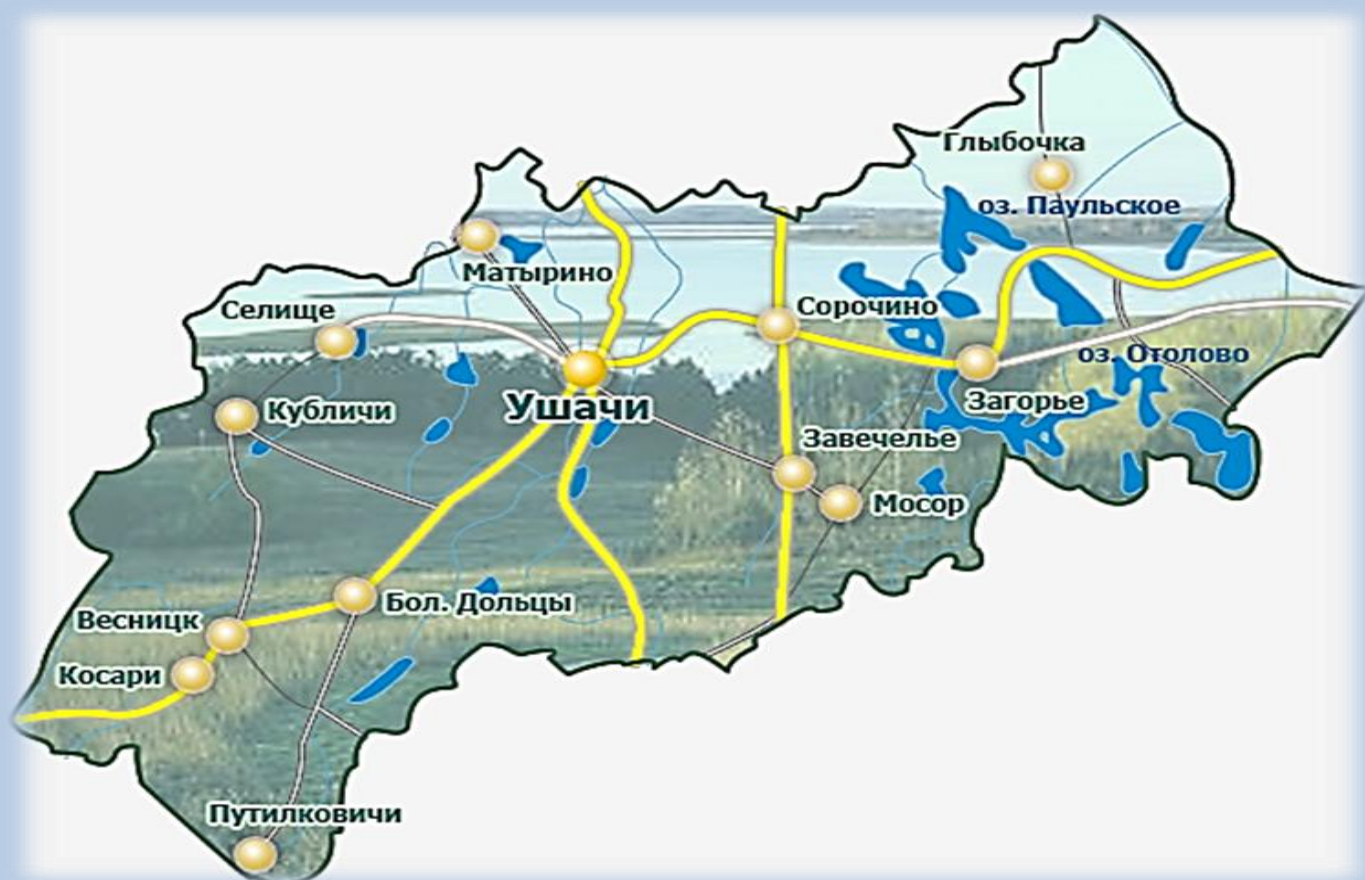 Глыбочка
оз. Паульское
Матырино
Селище
Сорочино
оз. Отолово
Загорье
Ушачи
Кубличи
Завечелье
Мосор
Бол. Дольцы
Весницк
Косари
Путилковичи